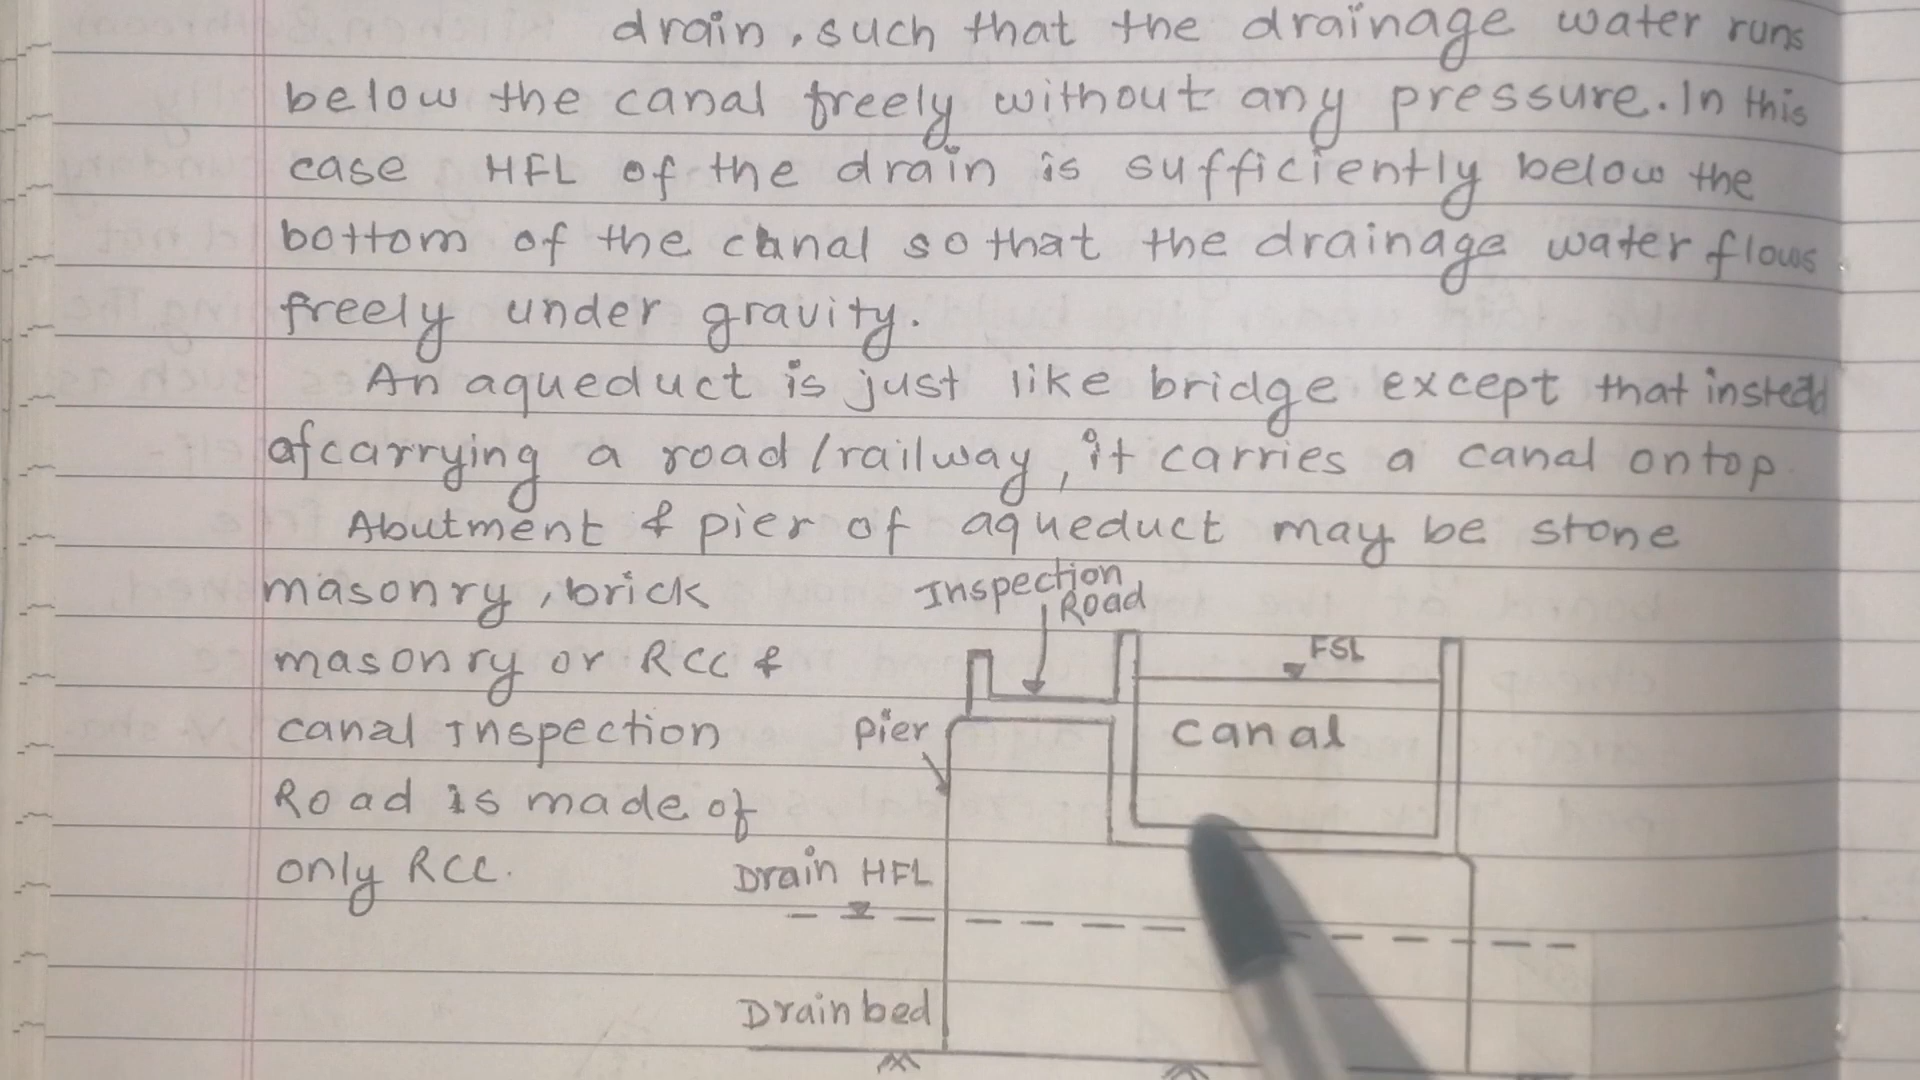 drain, such that the drainage water runs
below the canal freely without any pressure. In this
case HFL of the drain is sufficiently below the
bottom of the canal so that the drainage water flows
freely under gravity.
An aqueduct is just like bridge except that instead
of carrying a road / railway, it carries a canal on top
Abutment & pier of aqueduct may be stone
masonry, brick
masonry or RCC &
canal Inspection
Road is made of
only RCC.
Inspection
Road
FSL
Pier
canal
Drain HFL
Drain bed